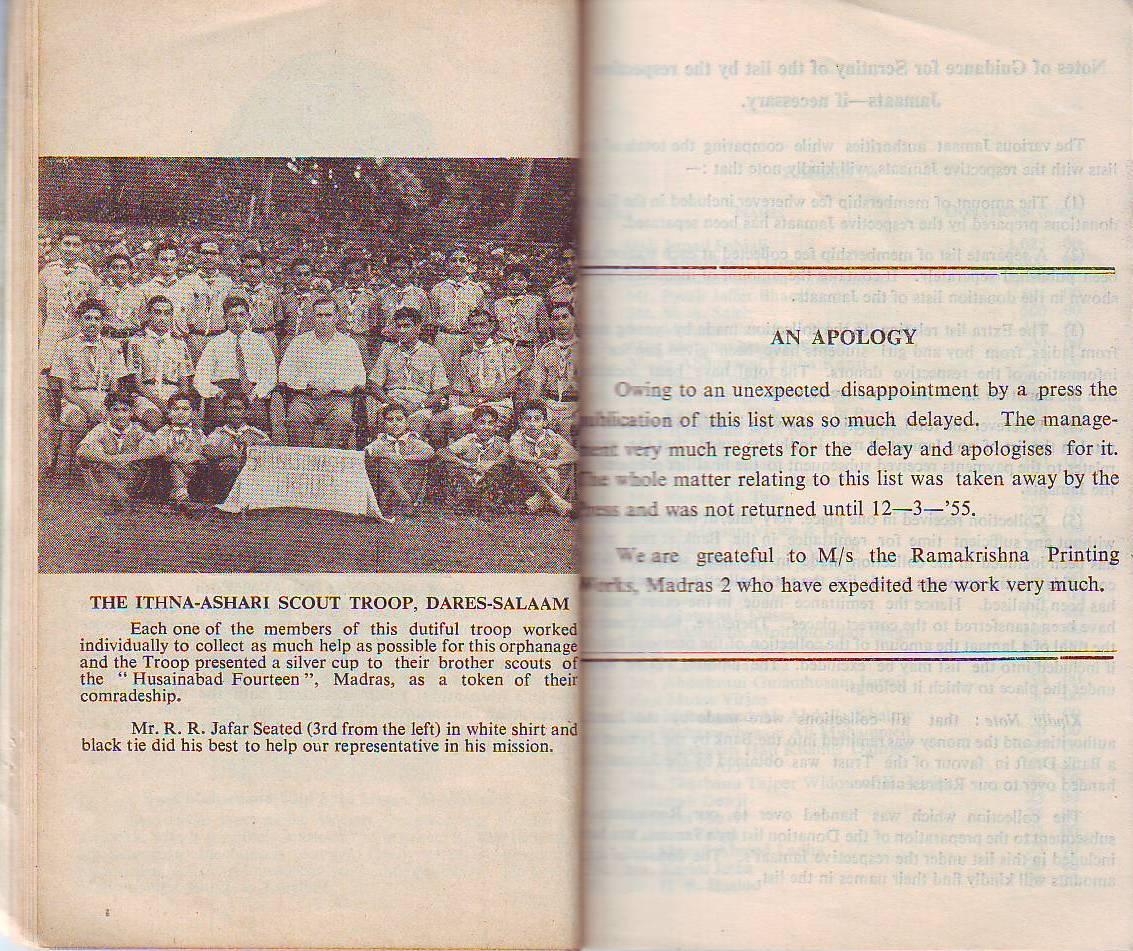 THE ITHNA-ASHARI SCOUT TROOP, DARES-SALAAM
Each one of the members of this dutiful troop worked
individually to collect as much help as possible for this orphanage
and the Troop presented a silver cup to their brother scouts of
the " Husainabad Fourteen ", Madras, as a token of their
comradeship.
Mr. R. R. Jafar Seated (3rd from the left) in white shirt and
black tie did his best to help our representative in his mission.
AN APOLOGY
Owing to an unexpected disappointment by a press the
publication of this list was so much delayed. The manage-
ment very much regrets for the delay and apologises for it.
The whole matter relating to this list was taken away by the
Press and was not returned until 12—3—'55.
We are greateful to M/s the Ramakrishna Printing
Works, Madras 2 who have expedited the work very much.